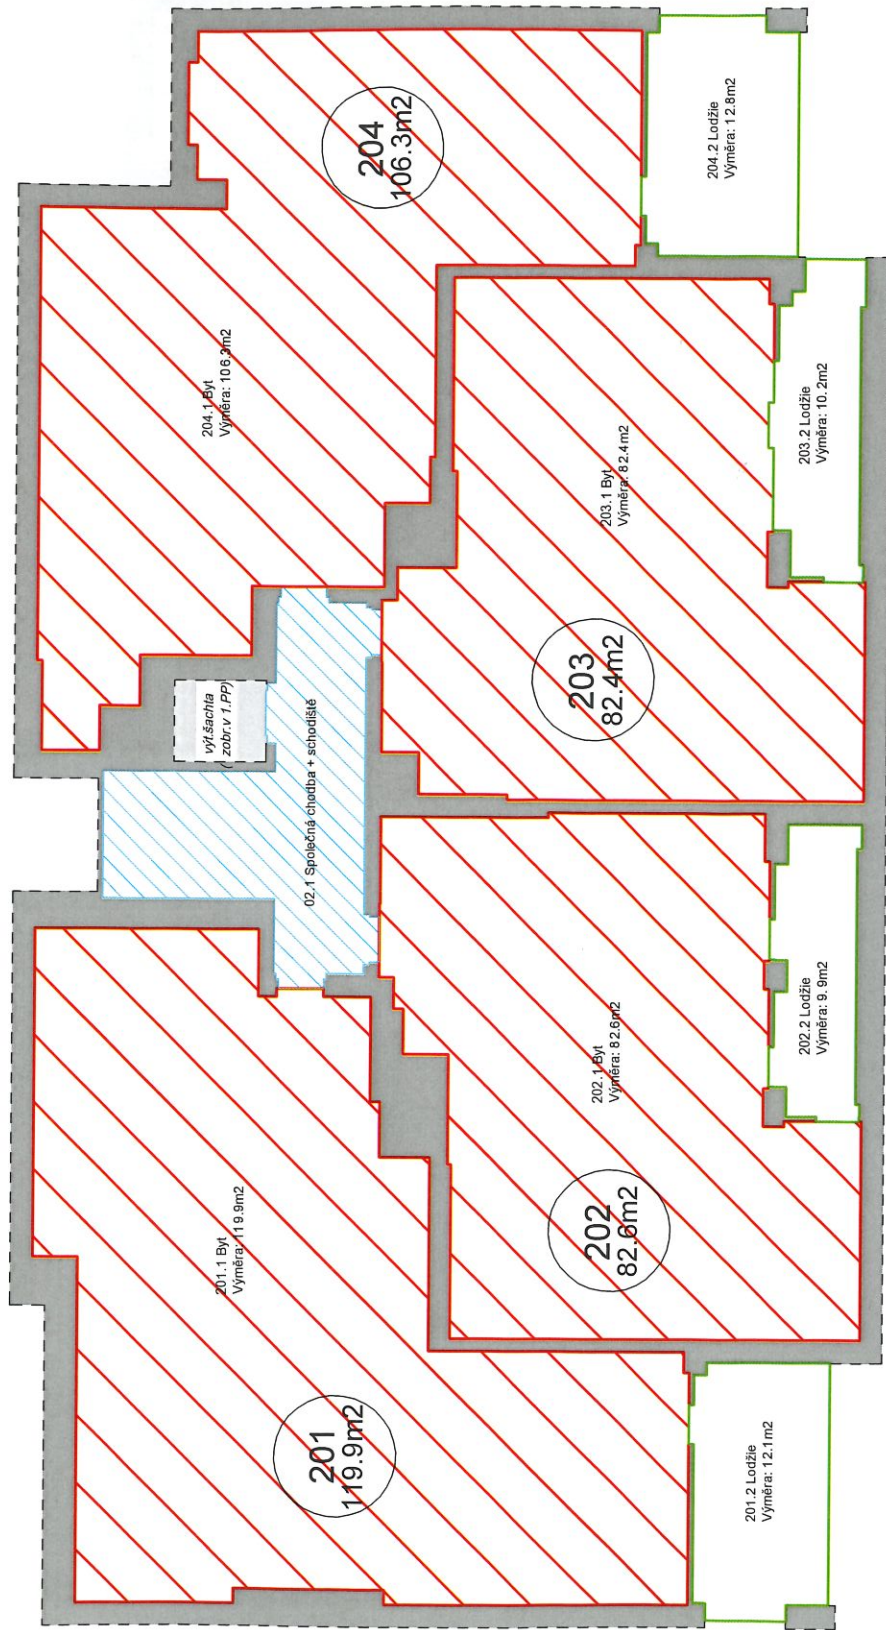 201
119.9m2
201.1 Byt
Výměra: 119.9m2
201.2 Lodžie
Výměra: 12.1m2
202
82.6m2
202.1 Byt
Výměra: 82.6m2
202.2 Lodžie
Výměra: 9.9m2
02.1 Společná chodba + schodiště
výt.šachta
( zobr.v 1.PP)
203
82.4m2
203.1 Byt
Výměra: 82.4m2
203.2 Lodžie
Výměra: 10.2m2
204.1 Byt
Výměra: 106.3m2
204
106.3m2
204.2 Lodžie
Výměra: 12.8m2